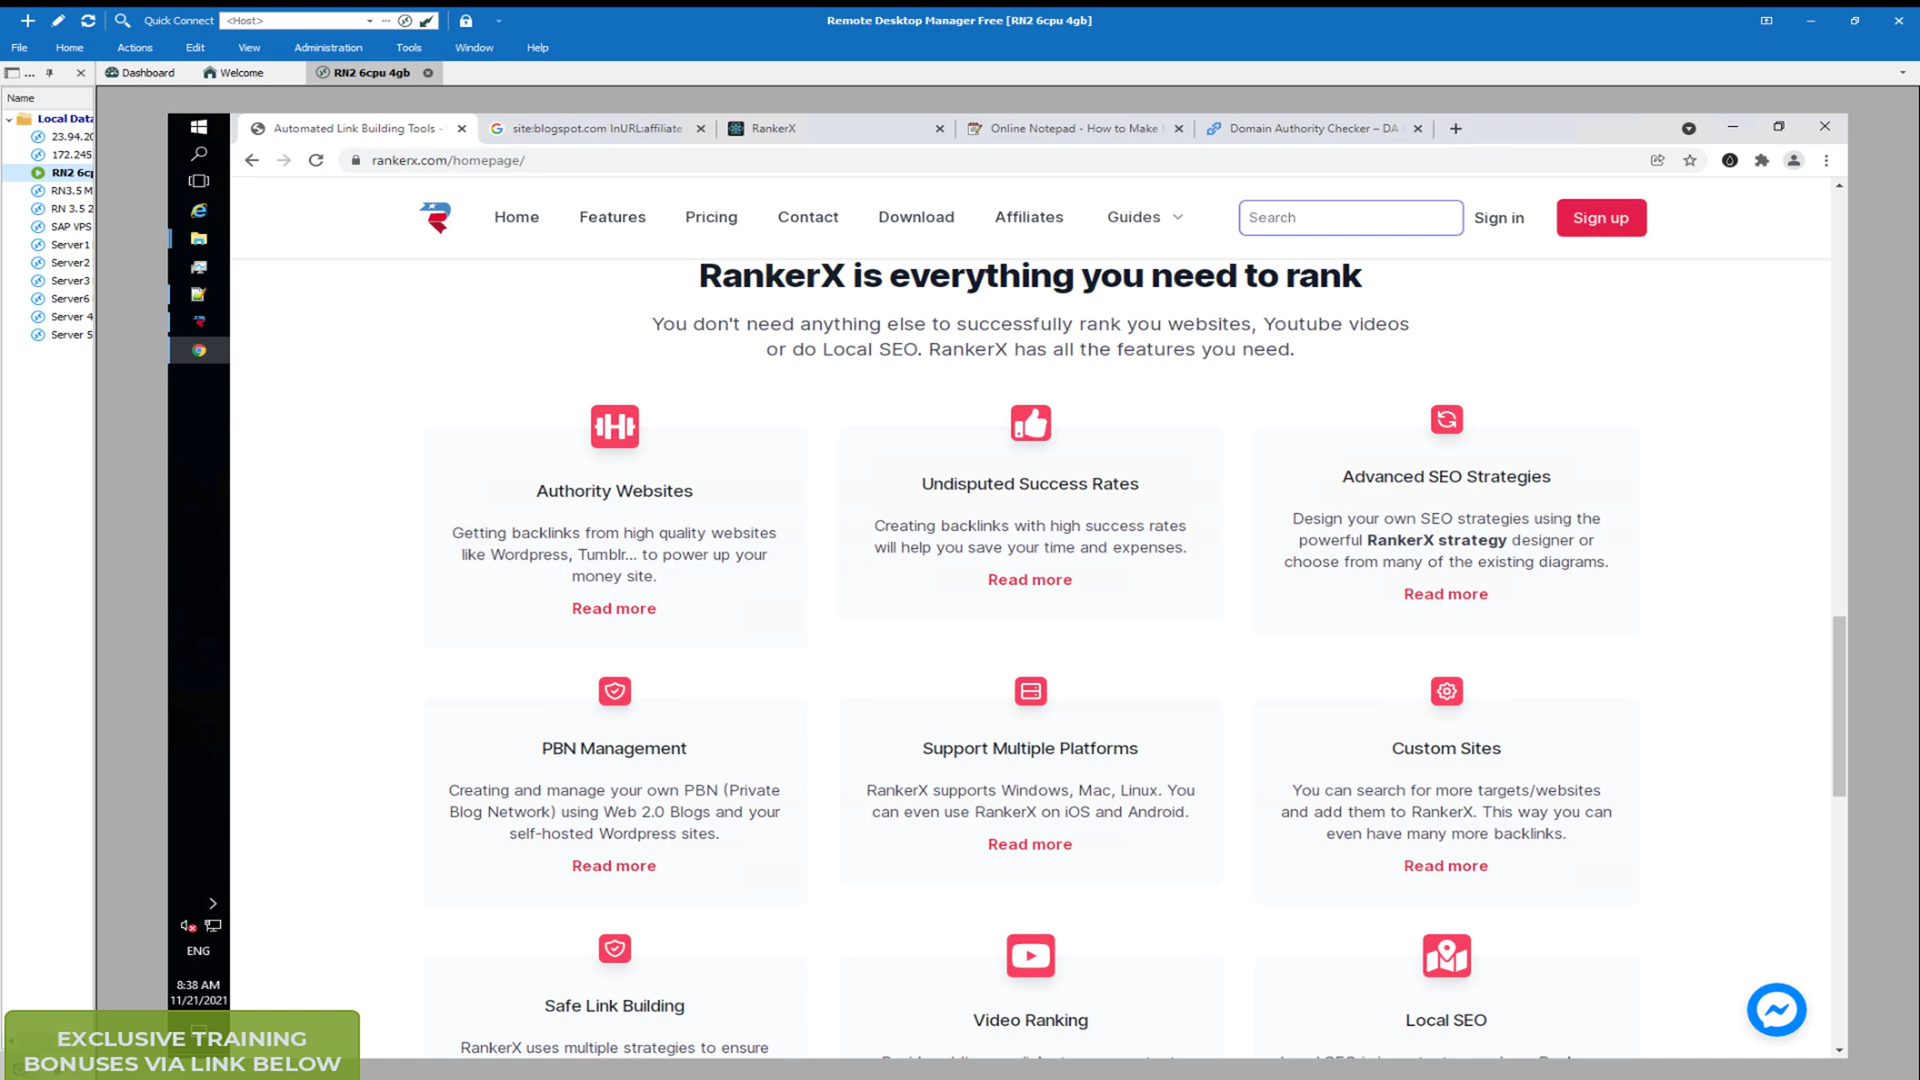 Quick Connect <Host>
Remote Desktop Manager Free [RN2 6cpu 4gb]
File Home Actions Edit View Administration Tools Window Help
... Dashboard Welcome RN2 6cpu 4gb
Name
Local Data
23.94.20
172.245
RN2 6cp
RN3.5 M
RN 3.5 2
SAP VPS
Server1
Server2
Server3
Server6
Server 4
Server 5
Automated Link Building Tools - site:blogspot.com InURL:affiliate RankerX Online Notepad - How to Make Domain Authority Checker – DA
rankerx.com/homepage/
Home Features Pricing Contact Download Affiliates Guides Search Sign in Sign up
RankerX is everything you need to rank
You don't need anything else to successfully rank you websites, Youtube videos
or do Local SEO. RankerX has all the features you need.
Authority Websites
Getting backlinks from high quality websites
like Wordpress, Tumblr... to power up your
money site.
Read more
Undisputed Success Rates
Creating backlinks with high success rates
will help you save your time and expenses.
Read more
Advanced SEO Strategies
Design your own SEO strategies using the
powerful RankerX strategy designer or
choose from many of the existing diagrams.
Read more
PBN Management
Creating and manage your own PBN (Private
Blog Network) using Web 2.0 Blogs and your
self-hosted Wordpress sites.
Read more
Support Multiple Platforms
RankerX supports Windows, Mac, Linux. You
can even use RankerX on iOS and Android.
Read more
Custom Sites
You can search for more targets/websites
and add them to RankerX. This way you can
even have many more backlinks.
Read more
Safe Link Building
RankerX uses multiple strategies to ensure
Video Ranking
Local SEO
ENG
8:38 AM
11/21/2021
EXCLUSIVE TRAINING
BONUSES VIA LINK BELOW